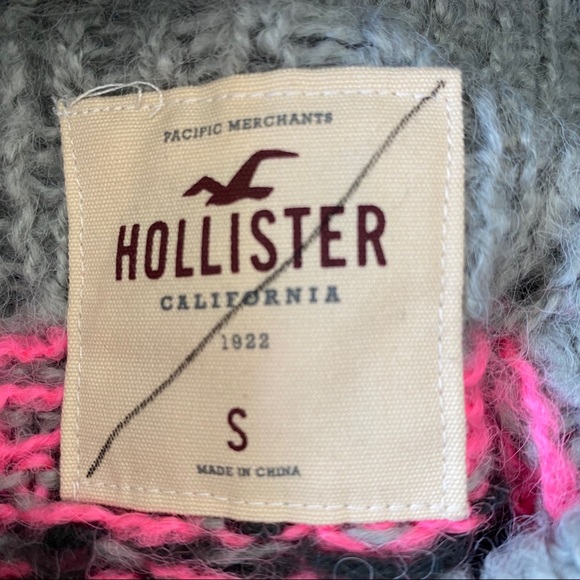 PACIFIC MERCHANTS
HOLLISTER
CALIFORNIA
1922
S
MADE IN CHINA